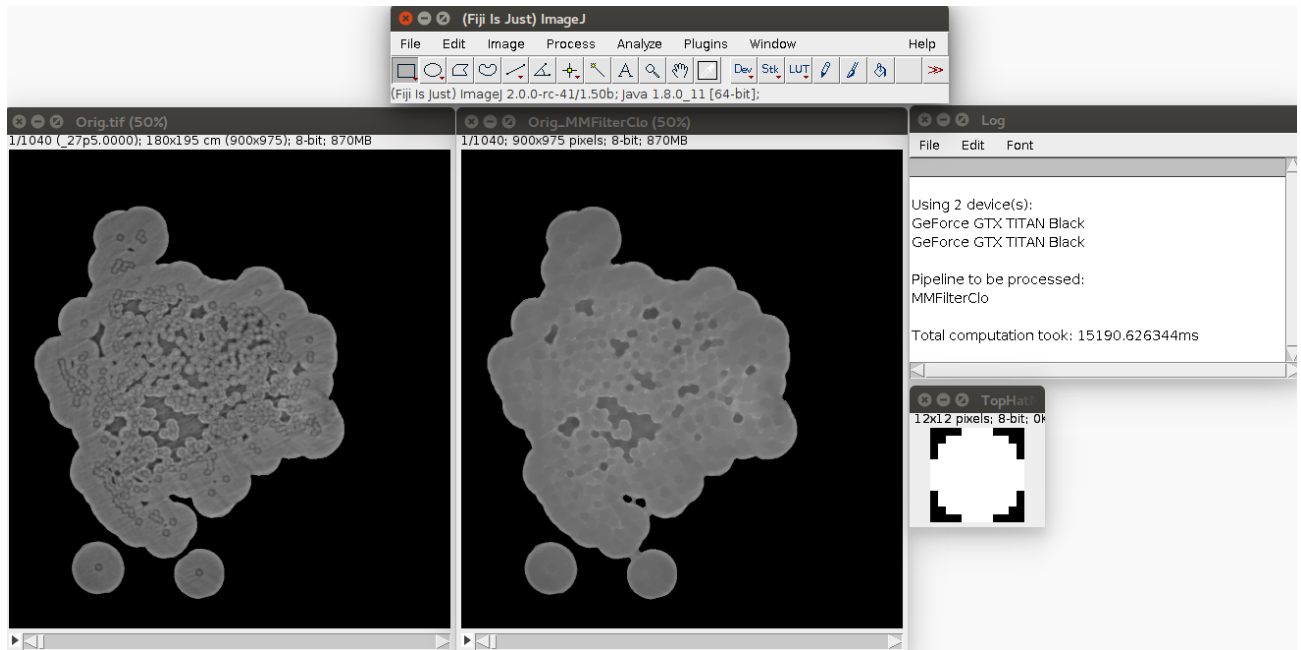 (Fiji Is Just) ImageJ
File Edit Image Process Analyze Plugins Window Help
Dev Stk LUT
(Fiji Is Just) ImageJ 2.0.0-rc-41/1.50b; Java 1.8.0_11 [64-bit];
Orig.tif (50%)
1/1040 (_27p5.0000); 180x195 cm (900x975); 8-bit; 870MB
Orig_MMFilterClo (50%)
1/1040; 900x975 pixels; 8-bit; 870MB
Log
File Edit Font
Using 2 device(s):
GeForce GTX TITAN Black
GeForce GTX TITAN Black
Pipeline to be processed:
MMFilterClo
Total computation took: 15190.626344ms
TopHat
12x12 pixels; 8-bit; 0K